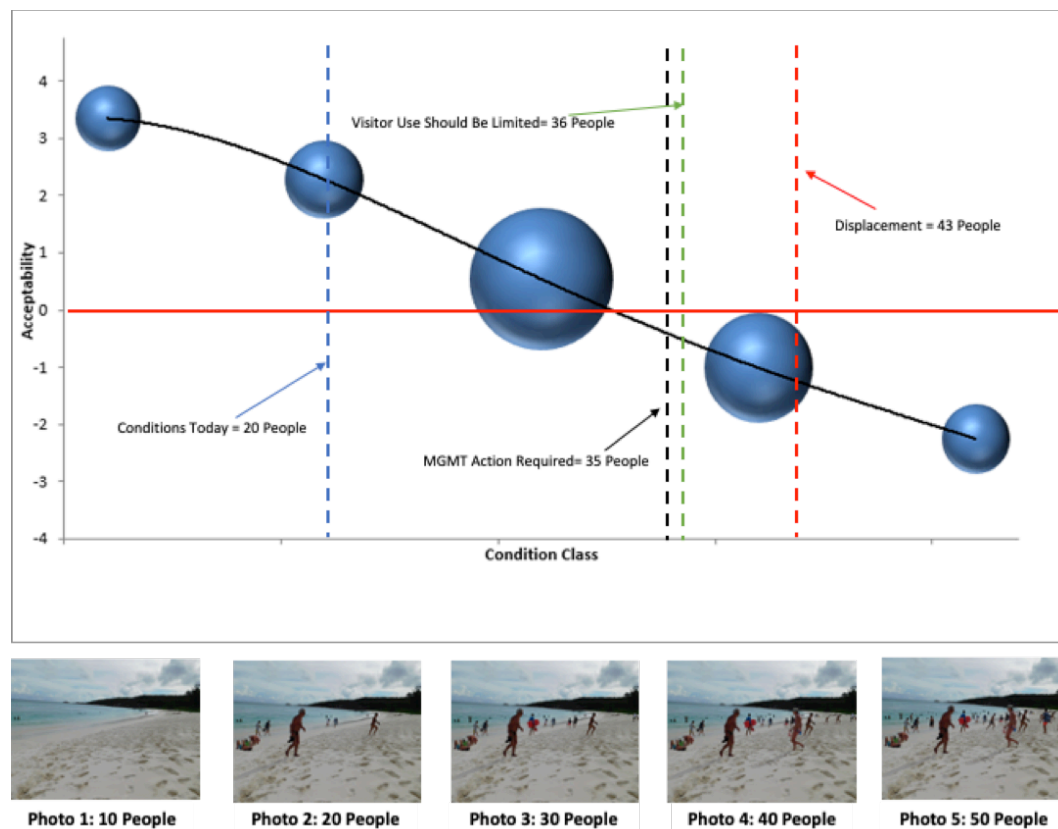 4
3
2
1
0
-1
-2
-3
-4
Acceptability
Visitor Use Should Be Limited= 36 People
Displacement = 43 People
Conditions Today = 20 People
MGMT Action Required= 35 People
Condition Class
Photo 1: 10 People
Photo 2: 20 People
Photo 3: 30 People
Photo 4: 40 People
Photo 5: 50 People